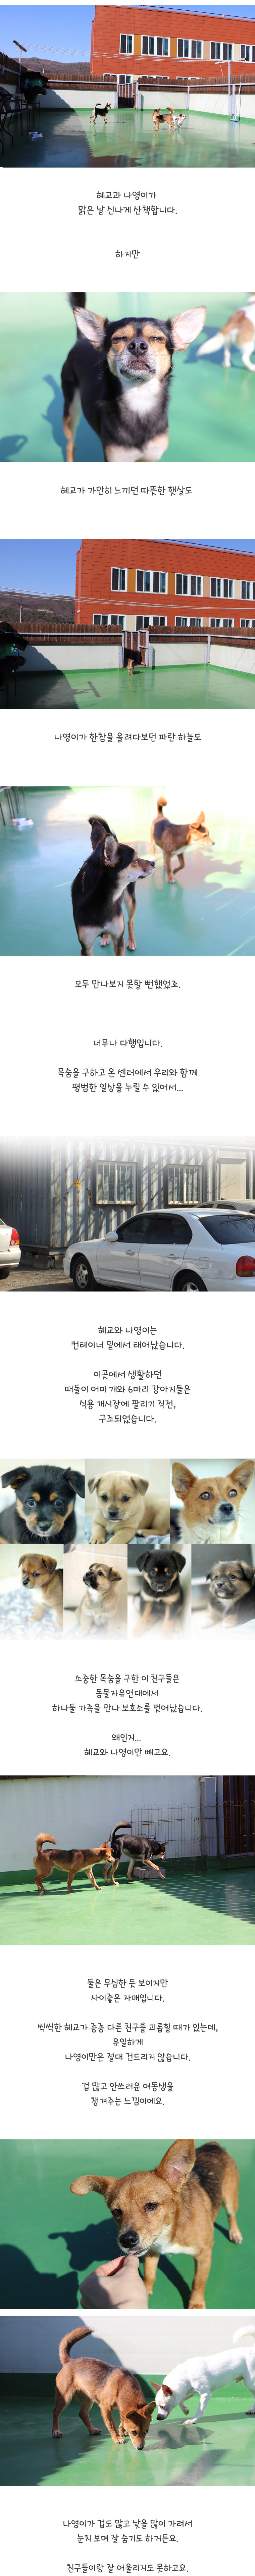 혜교과 나영이가
맑은 날 신나게 산책합니다.
하지만
혜교가 가만히 느끼던 따뜻한 햇살도
나영이가 한참을 올려다보던 파란 하늘도
모두 만나보지 못할 뻔했었죠.
너무나 다행입니다.
목숨을 구하고 온 센터에서 우리와 함께
평범한 일상을 누릴 수 있어서...
혜교와 나영이는
컨테이너 밑에서 태어났습니다.
이곳에서 생활하던
떠돌이 어미 개와 6마리 강아지들은
식용 개시장에 팔리기 직전,
구조되었습니다.
소중한 목숨을 구한 이 친구들은
동물자유연대에서
하나둘 가족을 만나 보호소를 벗어났습니다.
왜인지...
혜교와 나영이만 빼고요.
둘은 무심한 듯 보이지만
사이좋은 자매입니다.
씩씩한 혜교가 종종 다른 친구를 괴롭힐 때가 있는데,
유일하게
나영이만은 절대 건드리지 않습니다.
겁 많고 안쓰러운 여동생을
챙겨주는 느낌이에요.
나영이가 겁도 많고 낯을 많이 가려서
눈치 보며 잘 숨기도 하거든요.
친구들이랑 잘 어울리지도 못하고요.